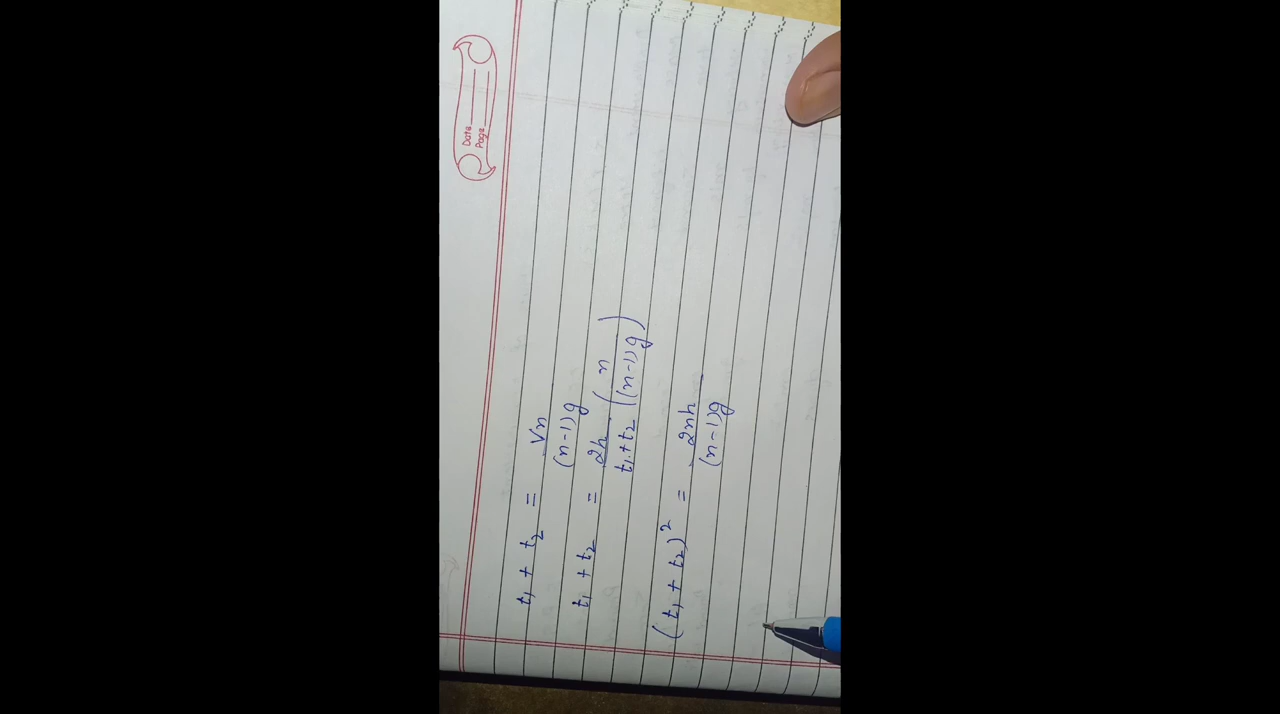 Date
Page
t₁ + t₂ = Vn / (n-1)g
t₁ + t₂ = 2h / t₁+t₂ (n / (n-1)g)
(t₁ + t₂)² = 2nh / (n-1)g